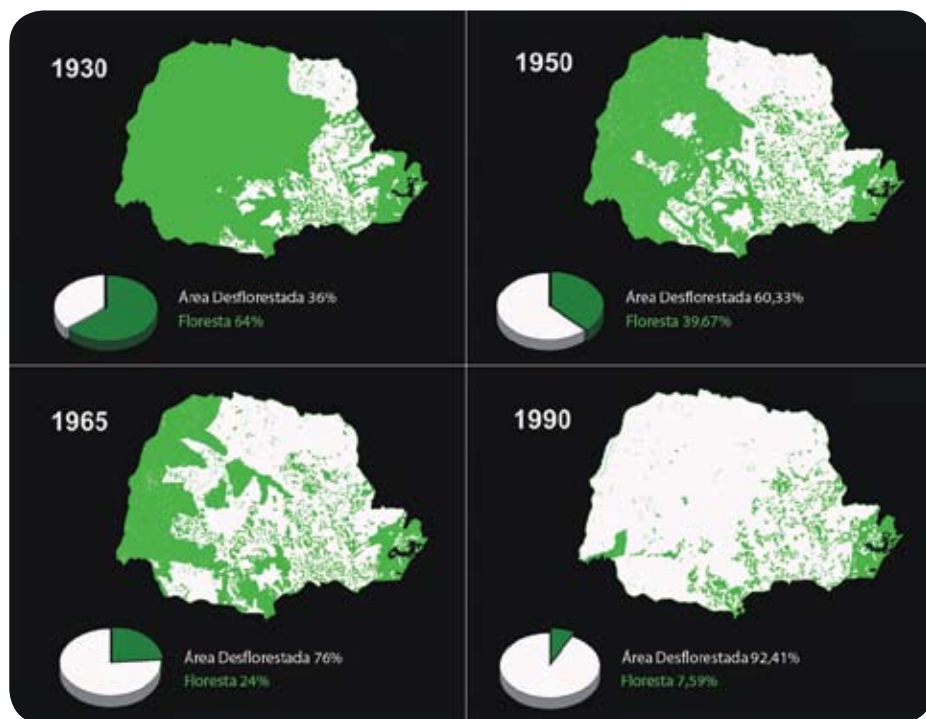 1930
Área Desflorestada 36%
Floresta 64%
1950
Área Desflorestada 60,33%
Floresta 39,67%
1965
Área Desflorestada 76%
Floresta 24%
1990
Área Desflorestada 92,41%
Floresta 7,59%